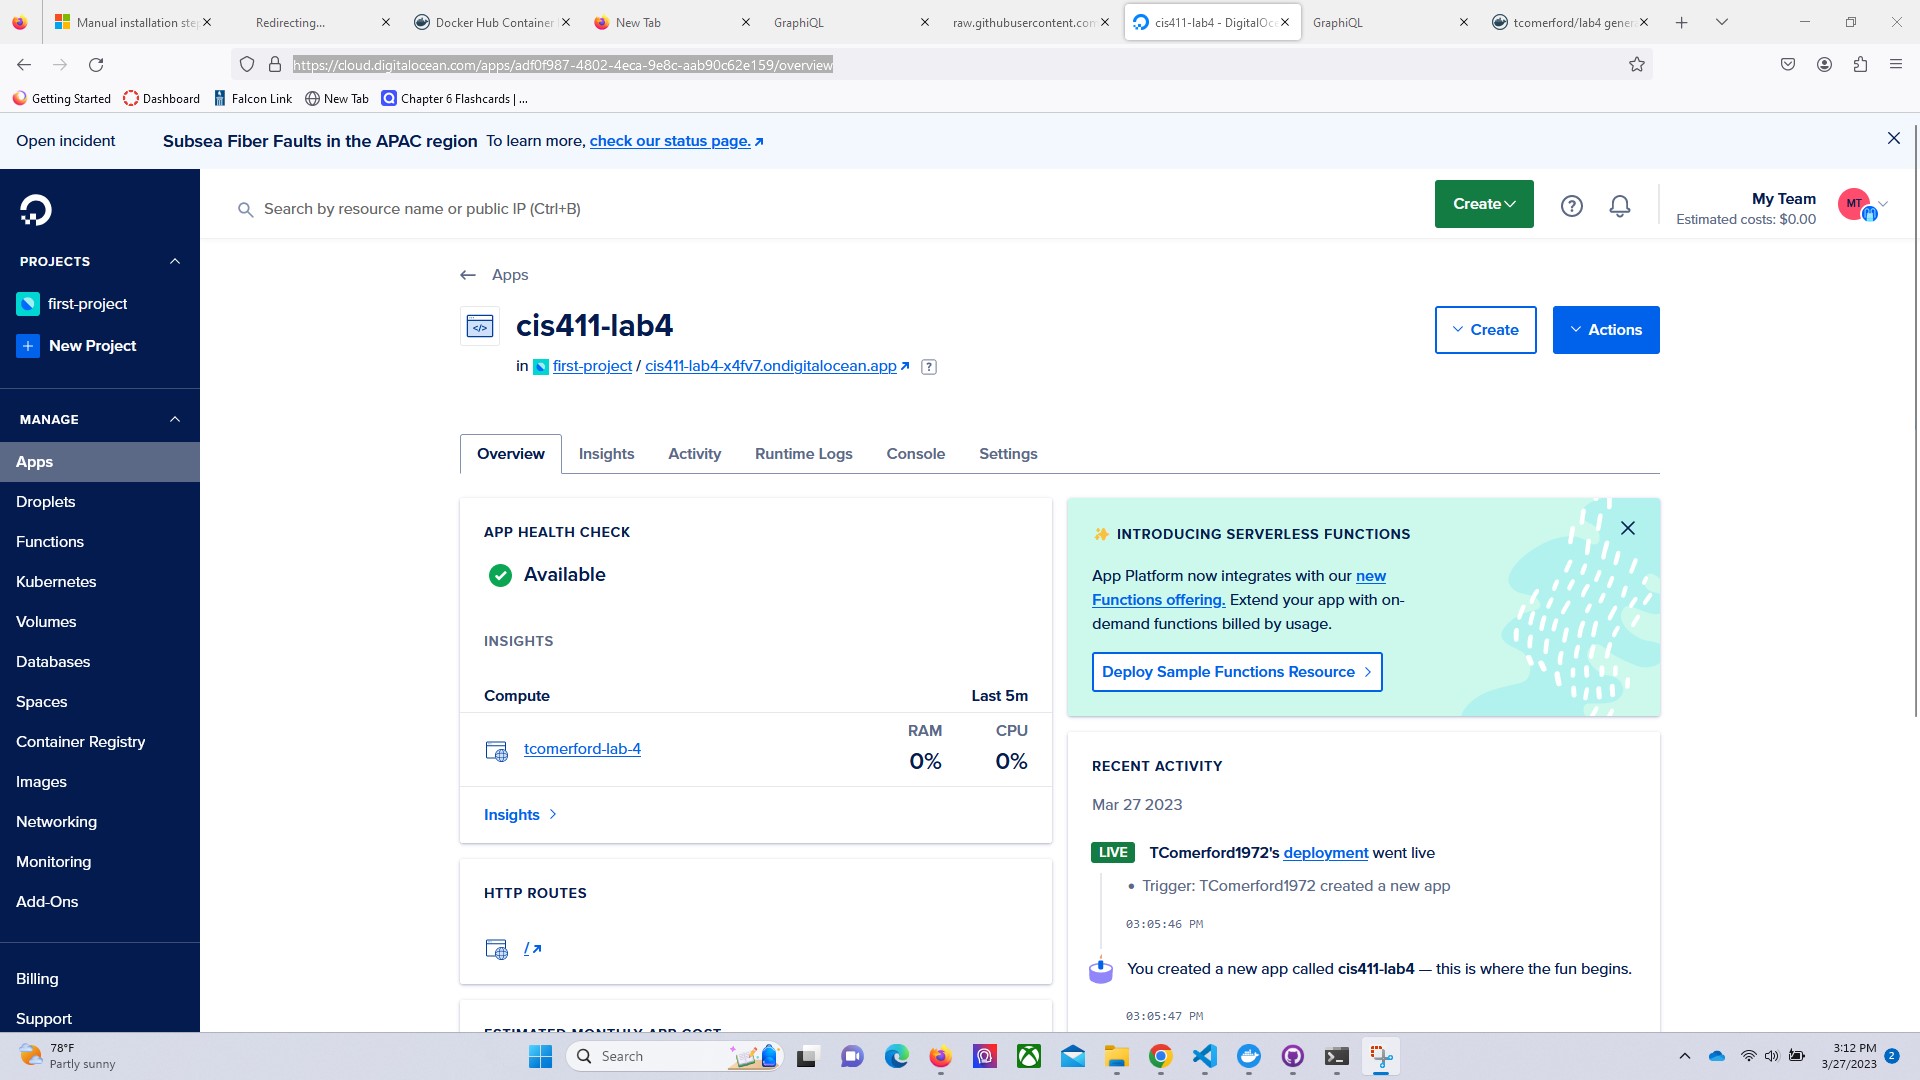 Manual installation step
Redirecting...
Docker Hub Container
New Tab
GraphiQL
raw.githubusercontent.com
cis411-lab4 - DigitalOce
GraphiQL
tcomerford/lab4 gener
https://cloud.digitalocean.com/apps/adf0f987-4802-4eca-9e8c-aab90c62e159/overview
Getting Started
Dashboard
Falcon Link
New Tab
Chapter 6 Flashcards | ...
Open incident
Subsea Fiber Faults in the APAC region To learn more, check our status page.
Search by resource name or public IP (Ctrl+B)
Create
?
My Team
Estimated costs: $0.00
MT
PROJECTS
first-project
New Project
MANAGE
Apps
Droplets
Functions
Kubernetes
Volumes
Databases
Spaces
Container Registry
Images
Networking
Monitoring
Add-Ons
Billing
Support
Apps
cis411-lab4
in first-project / cis411-lab4-x4fv7.ondigitalocean.app ?
Create
Actions
Overview
Insights
Activity
Runtime Logs
Console
Settings
APP HEALTH CHECK
Available
INSIGHTS
Compute
Last 5m
RAM
CPU
tcomerford-lab-4
0%
0%
Insights
HTTP ROUTES
/
ESTIMATED MONTHLY APP COST
INTRODUCING SERVERLESS FUNCTIONS
App Platform now integrates with our new
Functions offering. Extend your app with on-
demand functions billed by usage.
Deploy Sample Functions Resource
RECENT ACTIVITY
Mar 27 2023
LIVE TComerford1972's deployment went live
• Trigger: TComerford1972 created a new app
03:05:46 PM
You created a new app called cis411-lab4 — this is where the fun begins.
03:05:47 PM
78°F
Partly sunny
Search
3:12 PM
3/27/2023
2